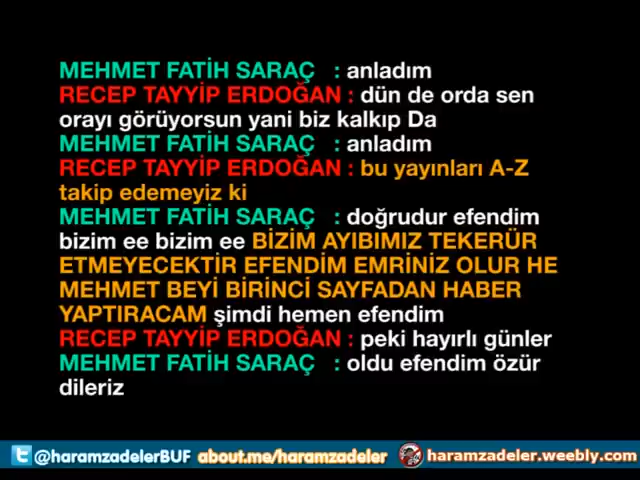 MEHMET FATİH SARAÇ : anladım
RECEP TAYYİP ERDOĞAN : dün de orda sen
orayı görüyorsun yani biz kalkıp Da
MEHMET FATİH SARAÇ : anladım
RECEP TAYYİP ERDOĞAN : bu yayınları A-Z
takip edemeyiz ki
MEHMET FATİH SARAÇ : doğrudur efendim
bizim ee bizim ee BİZİM AYIBIMIZ TEKERÜR
ETMEYECEKTİR EFENDİM EMRİNİZ OLUR HE
MEHMET BEYİ BİRİNCİ SAYFADAN HABER
YAPTIRACAM şimdi hemen efendim
RECEP TAYYİP ERDOĞAN : peki hayırlı günler
MEHMET FATİH SARAÇ : oldu efendim özür
dileriz
@haramzadelerBUF about.me/haramzadeler haramzadeler.weebly.com